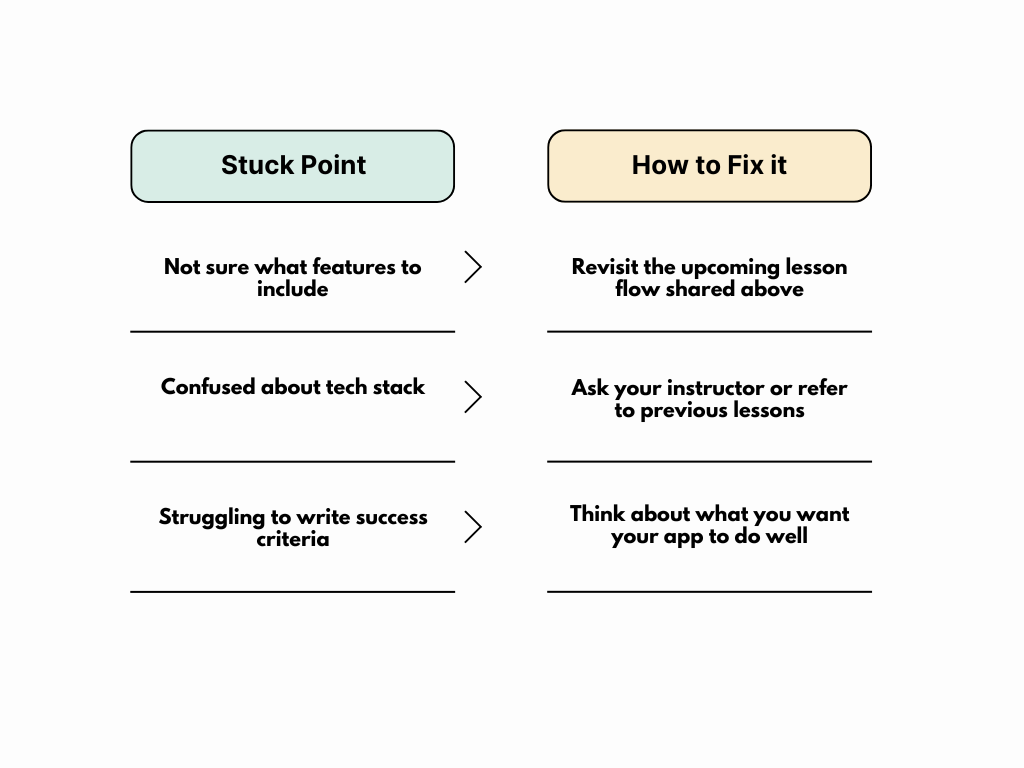 Stuck Point
How to Fix it
Not sure what features to
include
Revisit the upcoming lesson
flow shared above
Confused about tech stack
Ask your instructor or refer
to previous lessons
Struggling to write success
criteria
Think about what you want
your app to do well